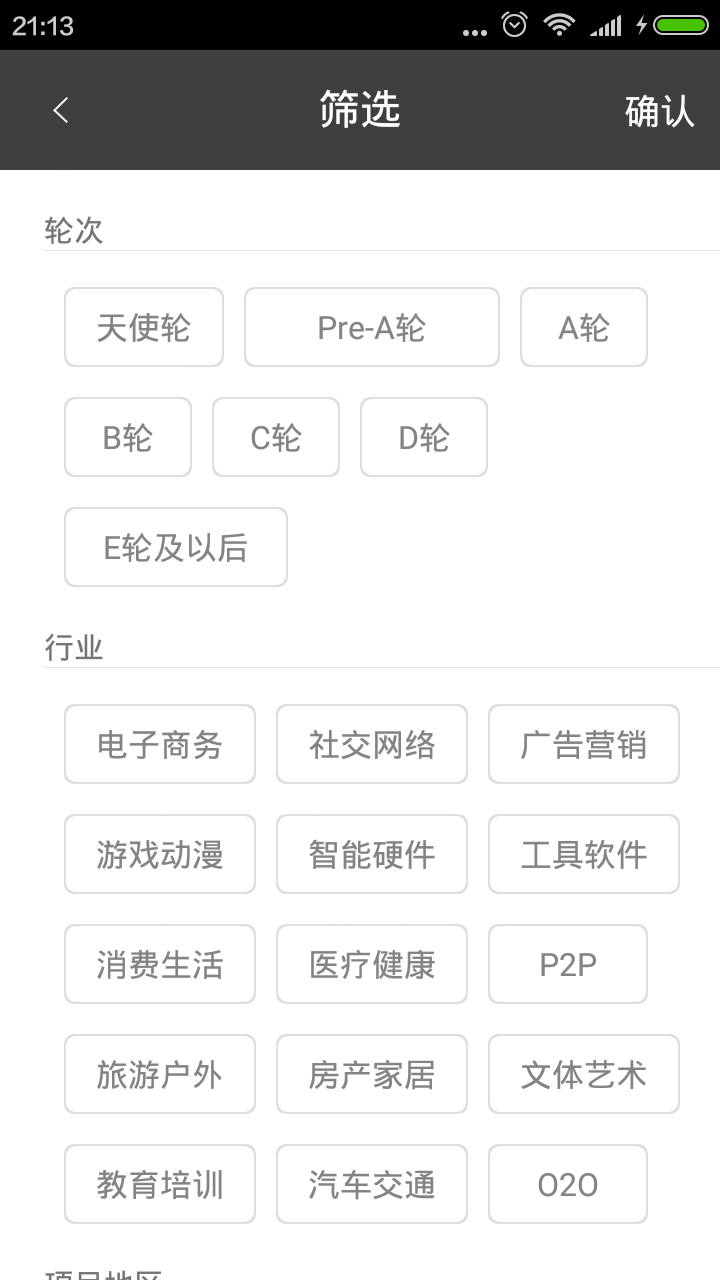 21:13
筛选 确认
轮次
天使轮 Pre-A轮 A轮
B轮 C轮 D轮
E轮及以后
行业
电子商务 社交网络 广告营销
游戏动漫 智能硬件 工具软件
消费生活 医疗健康 P2P
旅游户外 房产家居 文体艺术
教育培训 汽车交通 O2O
项目地区